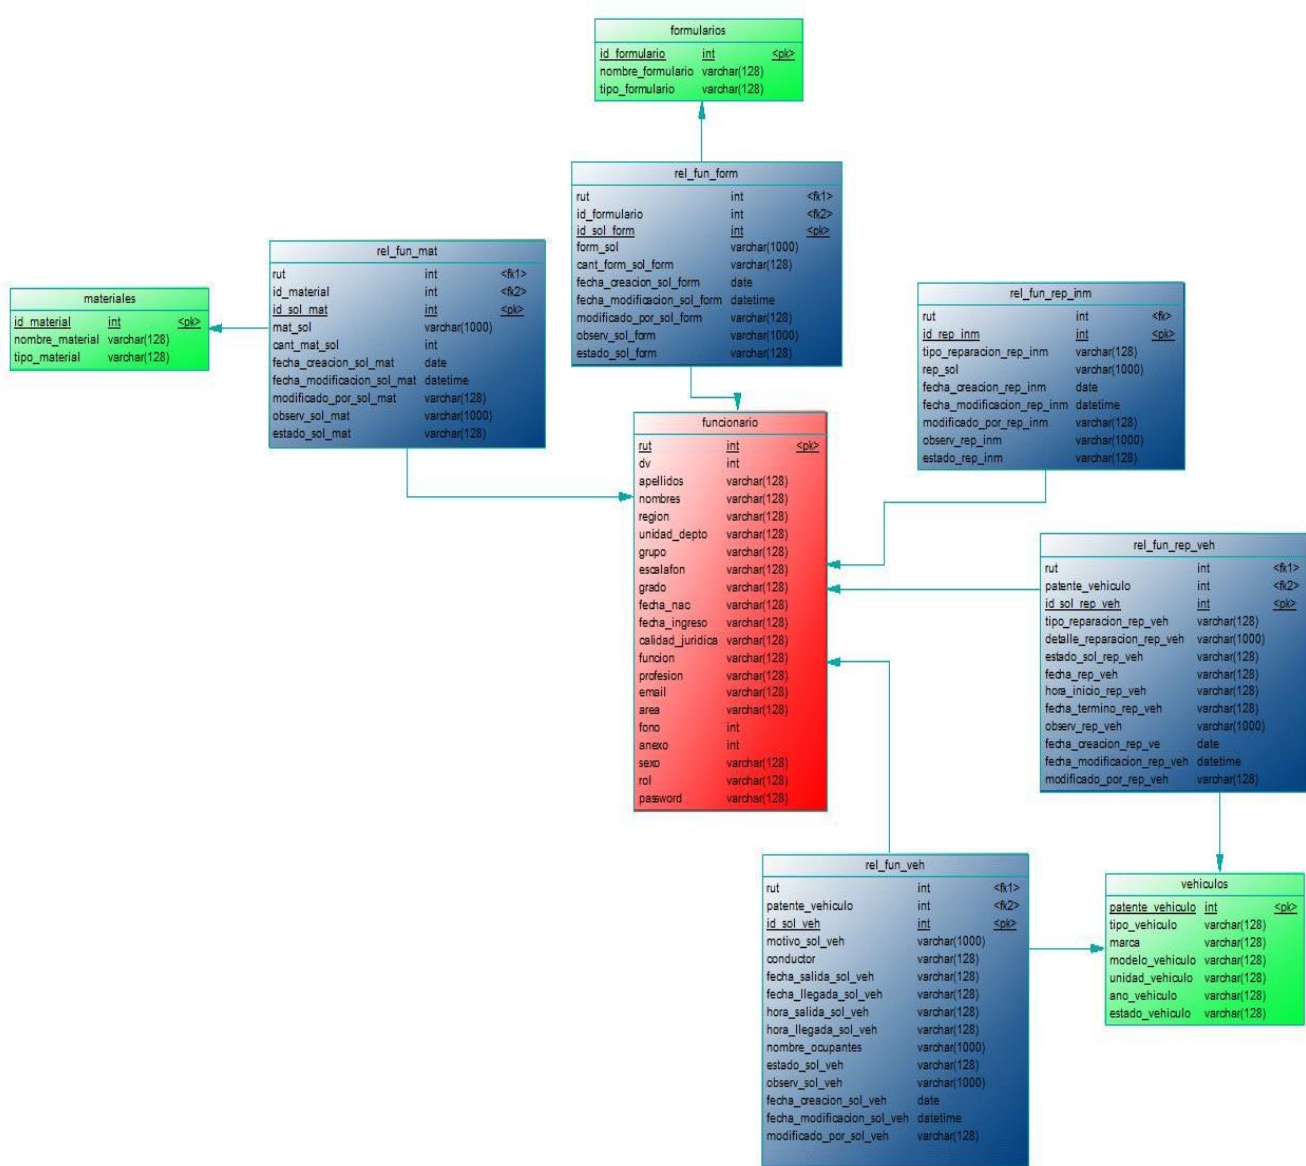 formularios
id_formulario int <pk>
nombre_formulario varchar(128)
tipo_formulario varchar(128)
rel_fun_form
rut int <fk1>
id_formulario int <fk2>
id_sol_form int <pk>
form_sol varchar(1000)
cant_form_sol_form varchar(128)
fecha_creacion_sol_form date
fecha_modificacion_sol_form datetime
modificado_por_sol_form varchar(128)
observ_sol_form varchar(1000)
estado_sol_form varchar(128)
rel_fun_mat
rut int <fk1>
id_material int <fk2>
id_sol_mat int <pk>
mat_sol varchar(1000)
cant_mat_sol int
fecha_creacion_sol_mat date
fecha_modificacion_sol_mat datetime
modificado_por_sol_mat varchar(128)
observ_sol_mat varchar(1000)
estado_sol_mat varchar(128)
materiales
id_material int <pk>
nombre_material varchar(128)
tipo_material varchar(128)
rel_fun_rep_inm
rut int <fk>
id_rep_inm int <pk>
tipo_reparacion_rep_inm varchar(128)
rep_sol varchar(1000)
fecha_creacion_rep_inm date
fecha_modificacion_rep_inm datetime
modificado_por_rep_inm varchar(128)
observ_rep_inm varchar(1000)
estado_rep_inm varchar(128)
funcionario
rut int <pk>
dv int
apellidos varchar(128)
nombres varchar(128)
region varchar(128)
unidad_depto varchar(128)
grupo varchar(128)
escalafon varchar(128)
grado varchar(128)
fecha_nac varchar(128)
fecha_ingreso varchar(128)
calidad_juridica varchar(128)
funcion varchar(128)
profesion varchar(128)
email varchar(128)
area varchar(128)
fono int
anexo int
sexo varchar(128)
rol varchar(128)
password varchar(128)
rel_fun_rep_veh
rut int <fk1>
patente_vehiculo int <fk2>
id_sol_rep_veh int <pk>
tipo_reparacion_rep_veh varchar(128)
detalle_reparacion_rep_veh varchar(1000)
estado_sol_rep_veh varchar(128)
fecha_rep_veh varchar(128)
hora_inicio_rep_veh varchar(128)
fecha_termino_rep_veh varchar(128)
observ_rep_veh varchar(1000)
fecha_creacion_rep_ve date
fecha_modificacion_rep_veh datetime
modificado_por_rep_veh varchar(128)
rel_fun_veh
rut int <fk1>
patente_vehiculo int <fk2>
id_sol_veh int <pk>
motivo_sol_veh varchar(1000)
conductor varchar(128)
fecha_salida_sol_veh varchar(128)
fecha_llegada_sol_veh varchar(128)
hora_salida_sol_veh varchar(128)
hora_llegada_sol_veh varchar(128)
nombre_ocupantes varchar(1000)
estado_sol_veh varchar(128)
observ_sol_veh varchar(1000)
fecha_creacion_sol_veh date
fecha_modificacion_sol_veh datetime
modificado_por_sol_veh varchar(128)
vehiculos
patente_vehiculo int <pk>
tipo_vehiculo varchar(128)
marca varchar(128)
modelo_vehiculo varchar(128)
unidad_vehiculo varchar(128)
ano_vehiculo varchar(128)
estado_vehiculo varchar(128)